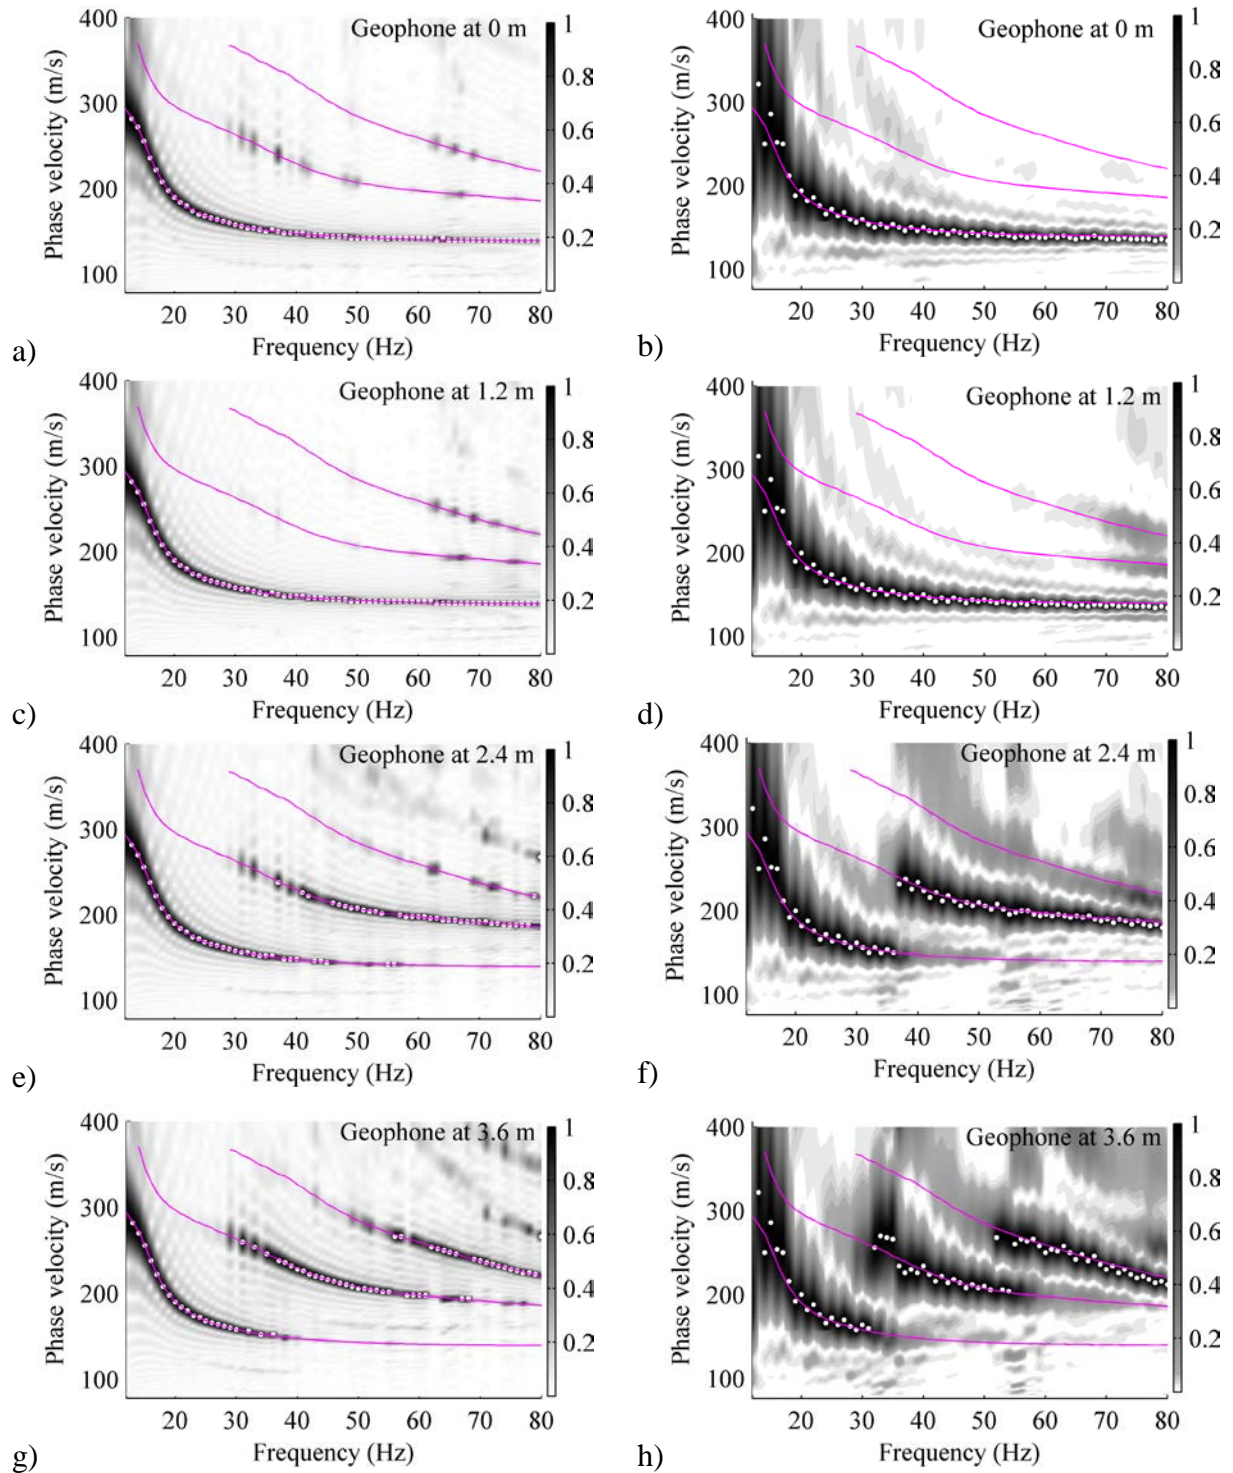 400
300
200
100
Phase velocity (m/s)
Geophone at 0 m
1
0.8
0.6
0.4
0.2
20 30 40 50 60 70 80
Frequency (Hz)
a)
400
300
200
100
Phase velocity (m/s)
Geophone at 0 m
1
0.8
0.6
0.4
0.2
20 30 40 50 60 70 80
Frequency (Hz)
b)
400
300
200
100
Phase velocity (m/s)
Geophone at 1.2 m
1
0.8
0.6
0.4
0.2
20 30 40 50 60 70 80
Frequency (Hz)
c)
400
300
200
100
Phase velocity (m/s)
Geophone at 1.2 m
1
0.8
0.6
0.4
0.2
20 30 40 50 60 70 80
Frequency (Hz)
d)
400
300
200
100
Phase velocity (m/s)
Geophone at 2.4 m
1
0.8
0.6
0.4
0.2
20 30 40 50 60 70 80
Frequency (Hz)
e)
400
300
200
100
Phase velocity (m/s)
Geophone at 2.4 m
1
0.8
0.6
0.4
0.2
20 30 40 50 60 70 80
Frequency (Hz)
f)
400
300
200
100
Phase velocity (m/s)
Geophone at 3.6 m
1
0.8
0.6
0.4
0.2
20 30 40 50 60 70 80
Frequency (Hz)
g)
400
300
200
100
Phase velocity (m/s)
Geophone at 3.6 m
1
0.8
0.6
0.4
0.2
20 30 40 50 60 70 80
Frequency (Hz)
h)